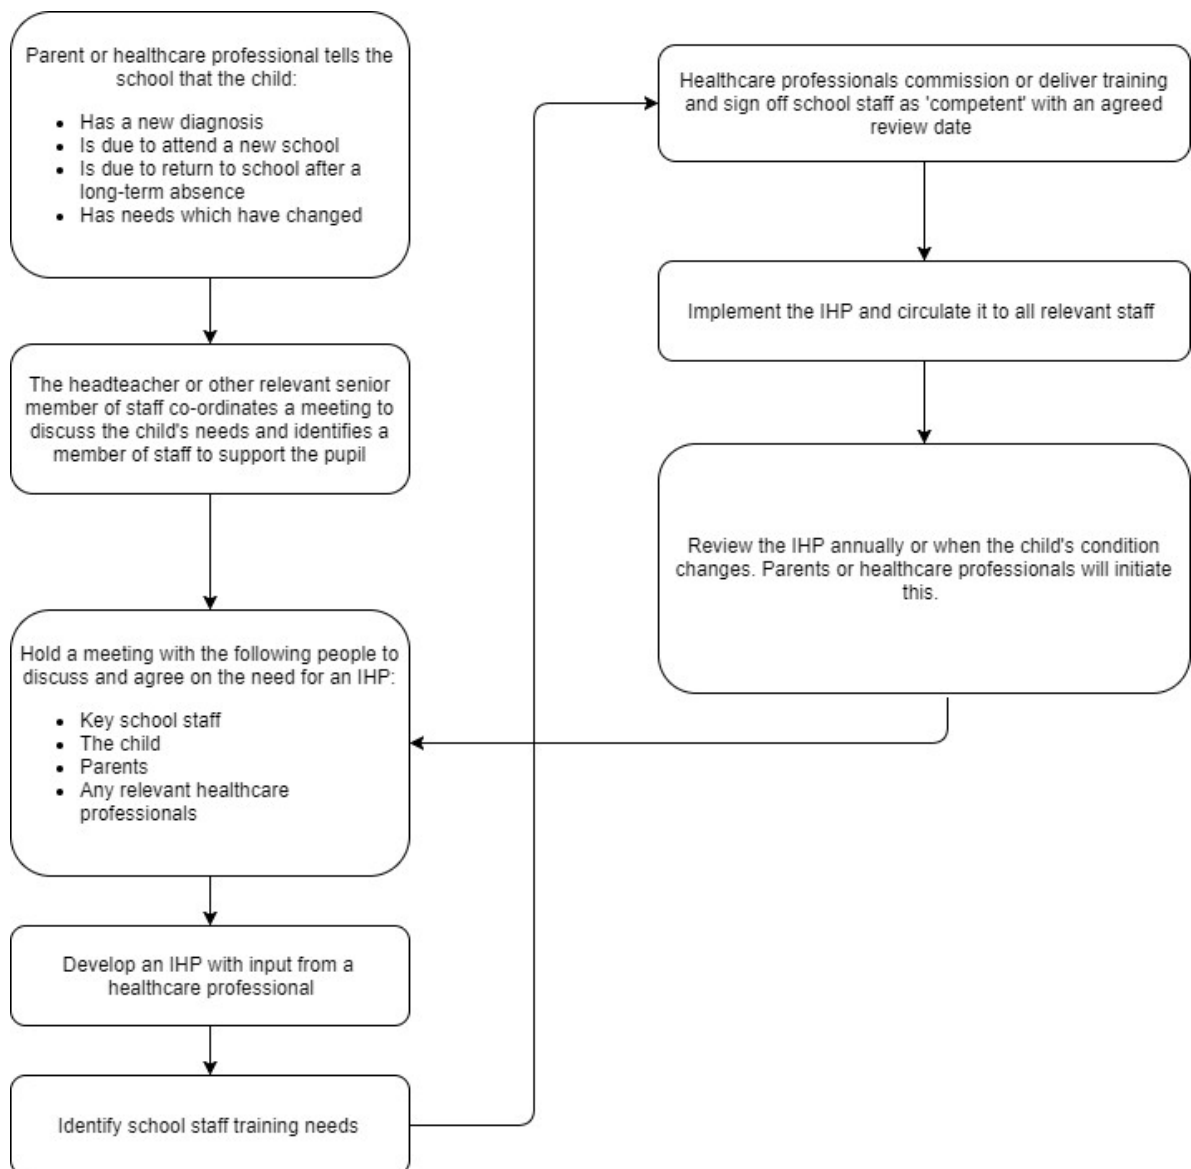 Parent or healthcare professional tells the
school that the child:
• Has a new diagnosis
• Is due to attend a new school
• Is due to return to school after a
long-term absence
• Has needs which have changed
The headteacher or other relevant senior
member of staff co-ordinates a meeting to
discuss the child's needs and identifies a
member of staff to support the pupil
Hold a meeting with the following people to
discuss and agree on the need for an IHP:
• Key school staff
• The child
• Parents
• Any relevant healthcare
professionals
Develop an IHP with input from a
healthcare professional
Identify school staff training needs
Healthcare professionals commission or deliver training
and sign off school staff as 'competent' with an agreed
review date
Implement the IHP and circulate it to all relevant staff
Review the IHP annually or when the child's condition
changes. Parents or healthcare professionals will initiate
this.